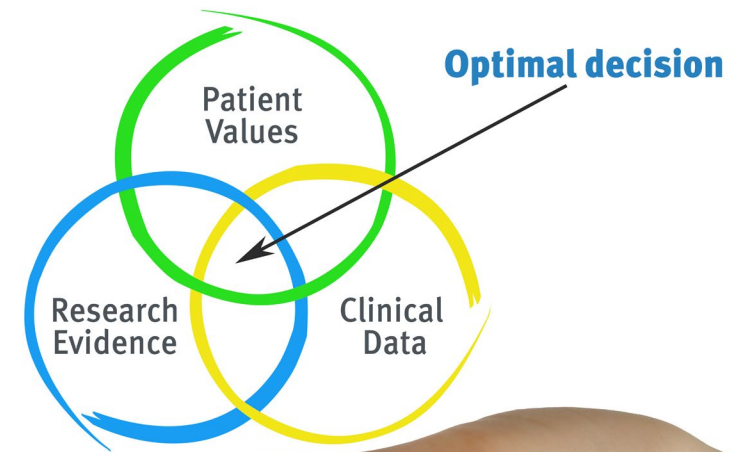 Optimal decision
Patient
Values
Research
Evidence
Clinical
Data